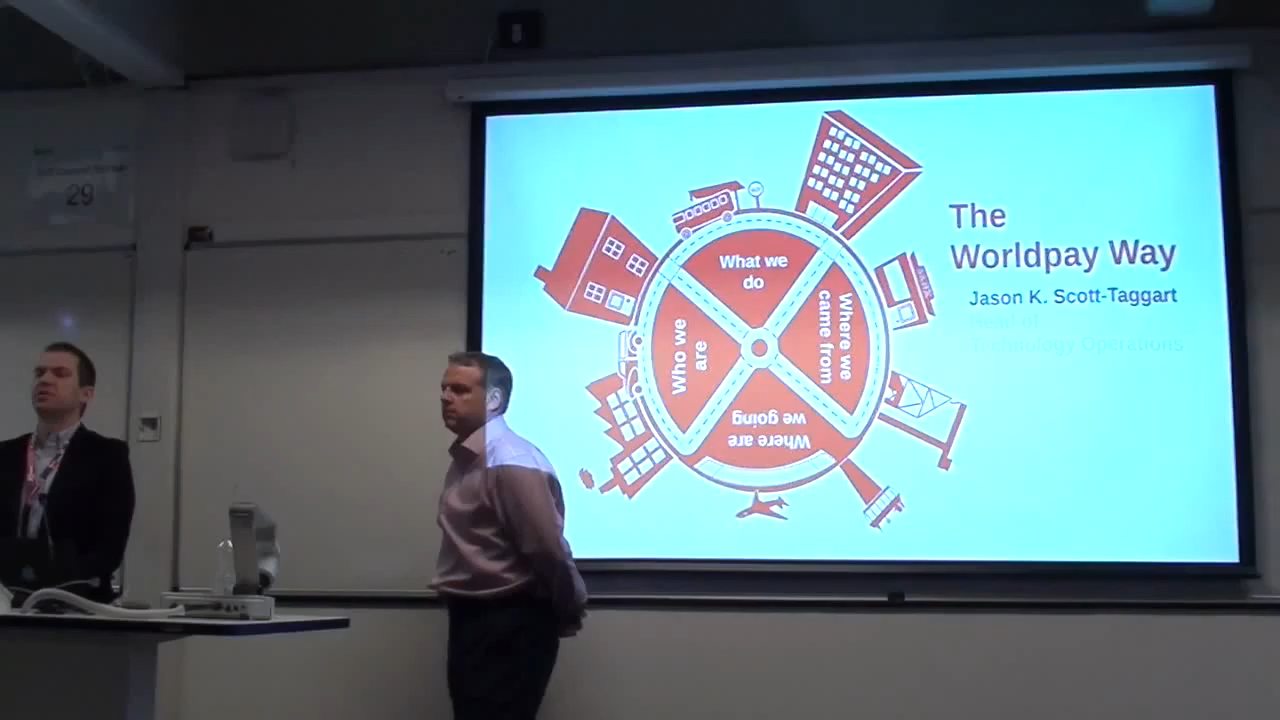 29
The
Worldpay Way
Jason K. Scott-Taggart
Head of
Technology Operations
What we
do
Where we
came from
Where are
we going
Who we
are